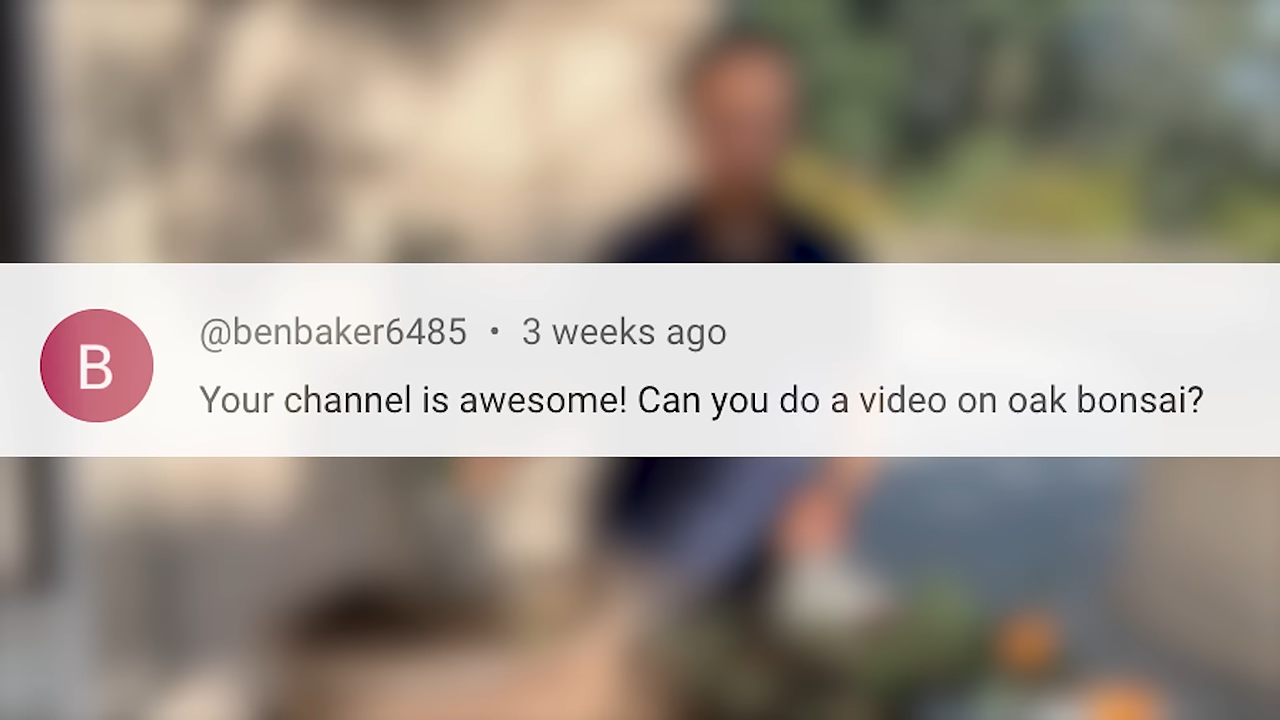 B
@benbaker6485 • 3 weeks ago
Your channel is awesome! Can you do a video on oak bonsai?